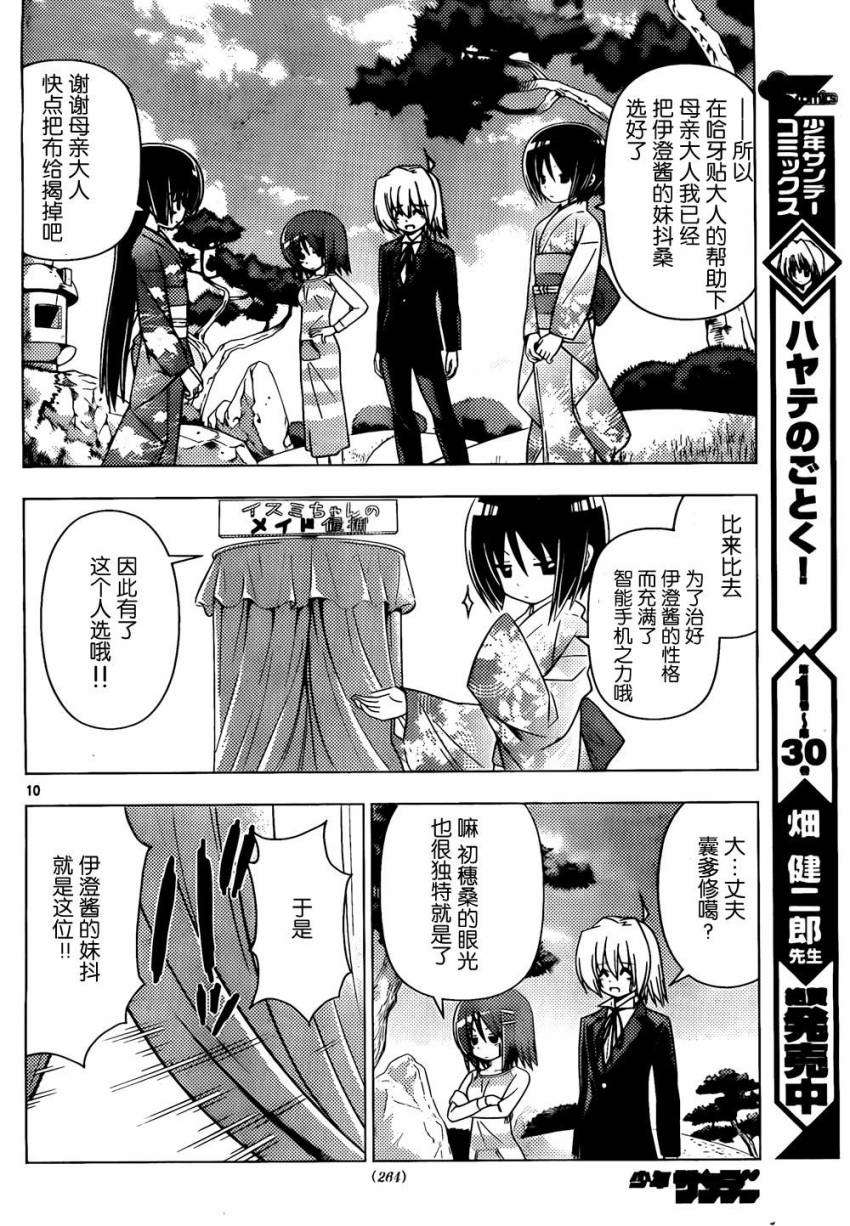 ——所以
在哈牙贴大人的帮助下
母亲大人我已经
把伊澄酱的妹抖桑
选好了
谢谢母亲大人
快点把布给揭掉吧
比来比去
为了治好
伊澄酱的性格
而充满了
智能手机之力哦
イスミちゃんの
メイド
因此有了
这个人选哦!!
10
大…丈夫
囊爹修噶?
嘛 初穗桑的眼光
也很独特就是了
于是
伊澄酱的妹抖
就是这位!!
(264)
少年サンデー
comics
少年サンデー
コミックス
ハヤテのごとく!
第1巻〜第30巻
畑 健二郎先生
発売中